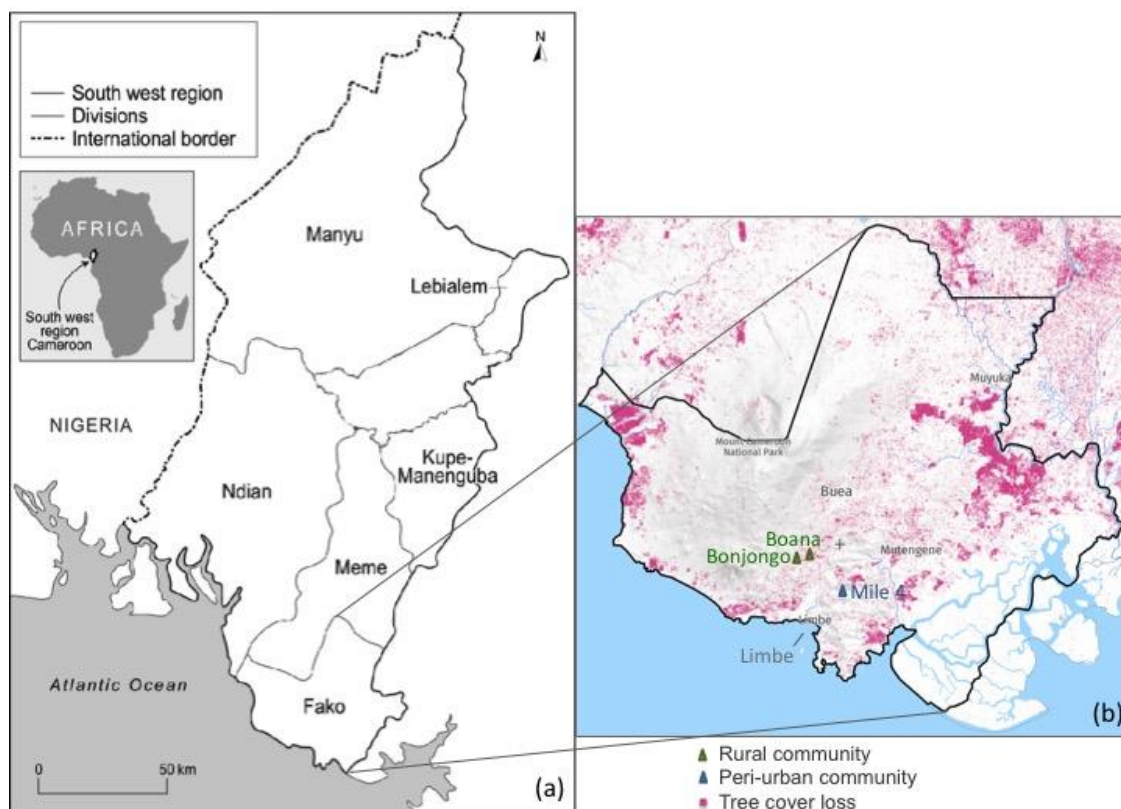 N
South west region
Divisions
International border
AFRICA
South west
region
Cameroon
Manyu
Lebialem
NIGERIA
Kupe-
Manenguba
Ndian
Meme
Fako
Atlantic Ocean
0 50 km
(a)
Muyuka
Mount Cameroon
National Park
Buea
Boana
Bonjongo
Mutengene
Mile 4
Limbe
Limbe
(b)
Rural community
Peri-urban community
Tree cover loss